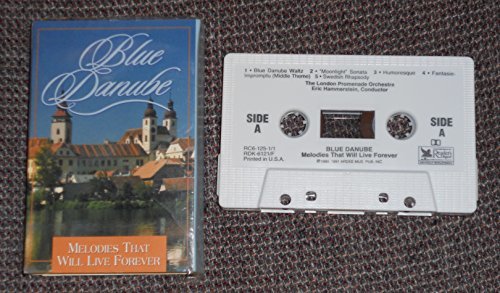 Blue
Danube
MELODIES THAT
WILL LIVE FOREVER
1 - Blue Danube Waltz 2 - "Moonlight" Sonata 3 - Humoresque 4 - Fantasie-
Impromptu (Middle Theme) 5 - Swedish Rhapsody
The London Promenade Orchestra
Eric Hammerstein, Conductor
SIDE
A
SIDE
A
RC6-125-1/1
Printed in U.S.A.
BLUE DANUBE
Melodies That Will Live Forever
Reader's